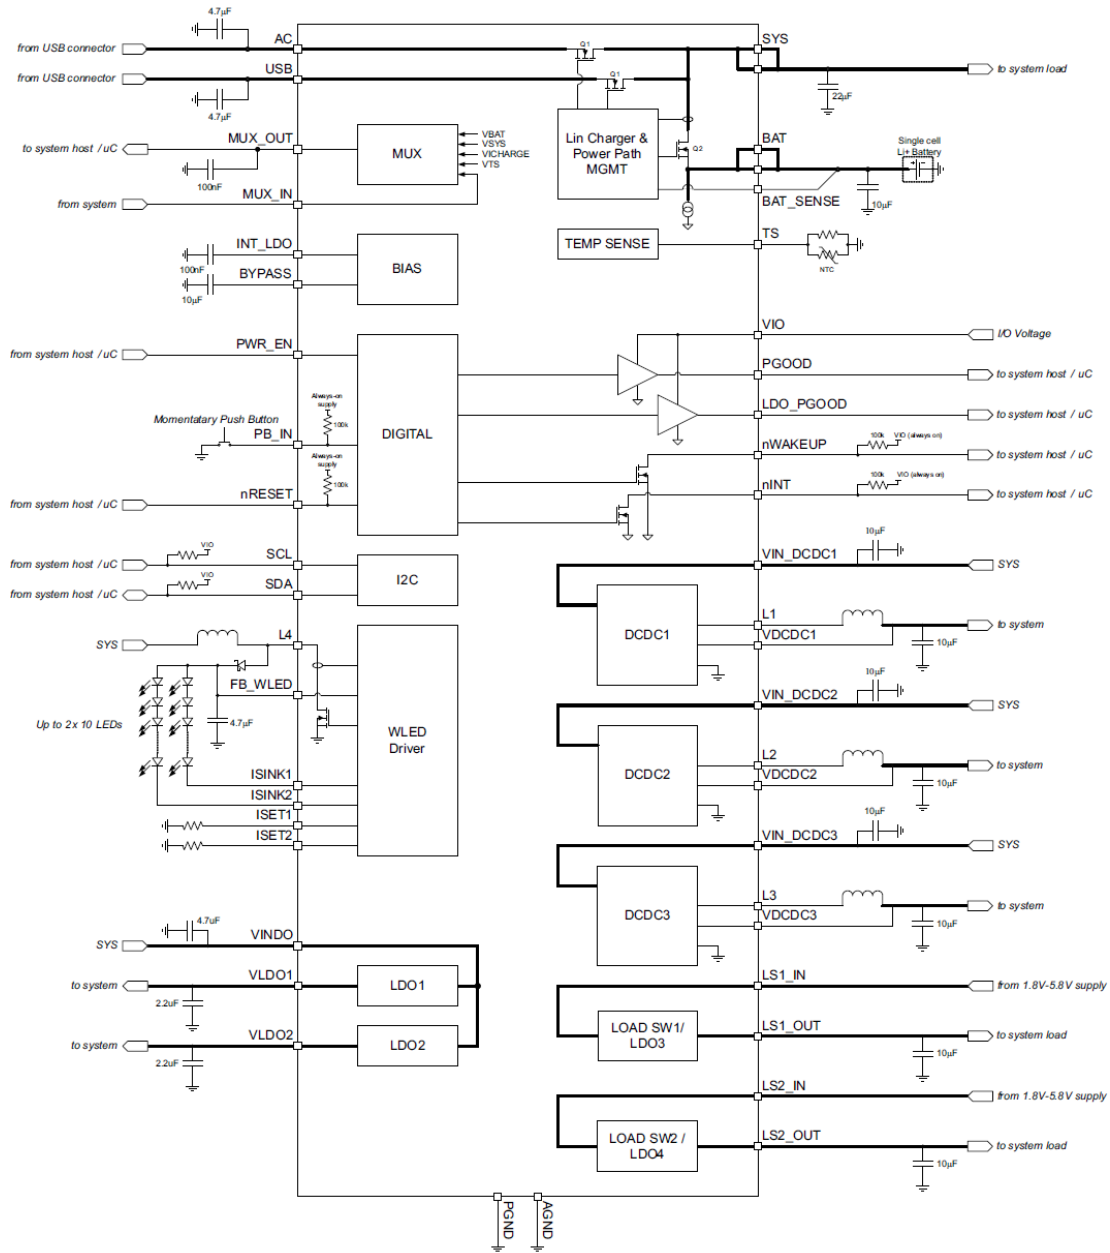 4.7µF
from USB connector
AC
Q1
SYS
from USB connector
USB
Q1
to system load
4.7µF
22µF
to system host / uC
MUX_OUT
MUX
VBAT
VSYS
VICHARGE
VTS
Lin Charger &
Power Path
MGMT
Q2
BAT
Single cell
Li+ Battery
100nF
from system
MUX_IN
BAT_SENSE
10µF
INT_LDO
100nF
BIAS
BYPASS
10µF
TEMP SENSE
TS
NTC
VIO
I/O Voltage
from system host / uC
PWR_EN
PGOOD
to system host / uC
Always-on
supply
100k
LDO_PGOOD
to system host / uC
Momentatary Push Button
PB_IN
DIGITAL
nWAKEUP
100k
VIO (always on)
to system host / uC
Always-on
supply
100k
from system host / uC
nRESET
nINT
100k
VIO (always on)
to system host / uC
VIO
from system host / uC
SCL
I2C
VIO
from system host / uC
SDA
10µF
VIN_DCDC1
SYS
DCDC1
L1
to system
VDCDC1
10µF
SYS
L4
FB_WLED
4.7µF
Up to 2x 10 LEDs
WLED
Driver
ISINK1
ISINK2
ISET1
ISET2
10µF
VIN_DCDC2
SYS
DCDC2
L2
to system
VDCDC2
10µF
10µF
VIN_DCDC3
SYS
DCDC3
L3
to system
VDCDC3
10µF
4.7uF
SYS
VINDO
to system
VLDO1
LDO1
2.2uF
to system
VLDO2
LDO2
2.2uF
LS1_IN
from 1.8V-5.8V supply
LOAD SW1/
LDO3
LS1_OUT
to system load
10µF
LS2_IN
from 1.8V-5.8V supply
LOAD SW2 /
LDO4
LS2_OUT
to system load
10µF
PGND
AGND